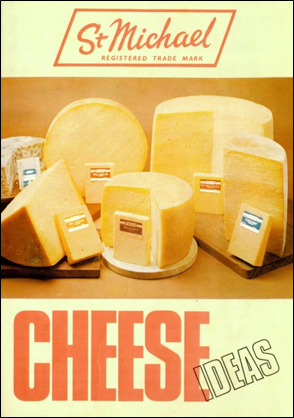 St Michael
REGISTERED TRADE MARK
CHEESE
IDEAS